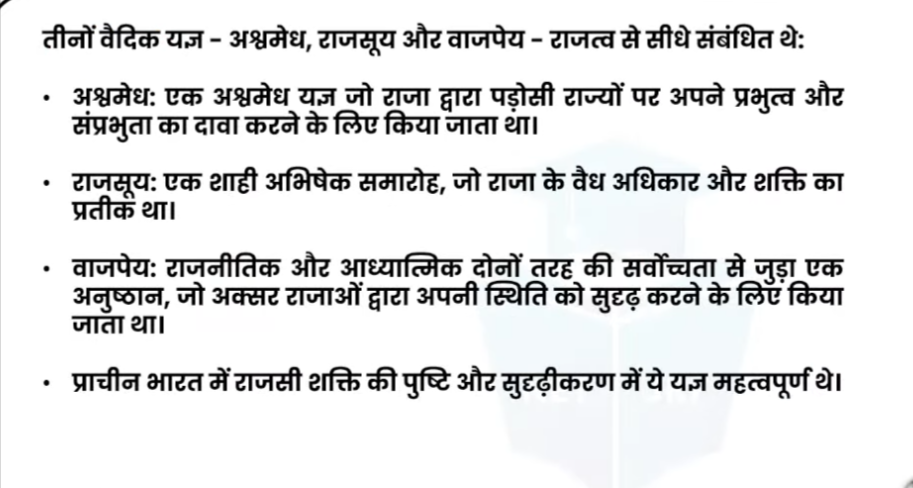 तीनों वैदिक यज्ञ - अश्वमेध, राजसूय और वाजपेय - राजत्व से सीधे संबंधित थे:
• अश्वमेध: एक अश्वमेध यज्ञ जो राजा द्वारा पड़ोसी राज्यों पर अपने प्रभुत्व और
संप्रभुता का दावा करने के लिए किया जाता था।
• राजसूय: एक शाही अभिषेक समारोह, जो राजा के वैध अधिकार और शक्ति का
प्रतीक था।
• वाजपेय: राजनीतिक और आध्यात्मिक दोनों तरह की सर्वोच्चता से जुड़ा एक
अनुष्ठान, जो अक्सर राजाओं द्वारा अपनी स्थिति को सुदृढ़ करने के लिए किया
जाता था।
• प्राचीन भारत में राजसी शक्ति की पुष्टि और सुदृढ़ीकरण में ये यज्ञ महत्वपूर्ण थे।